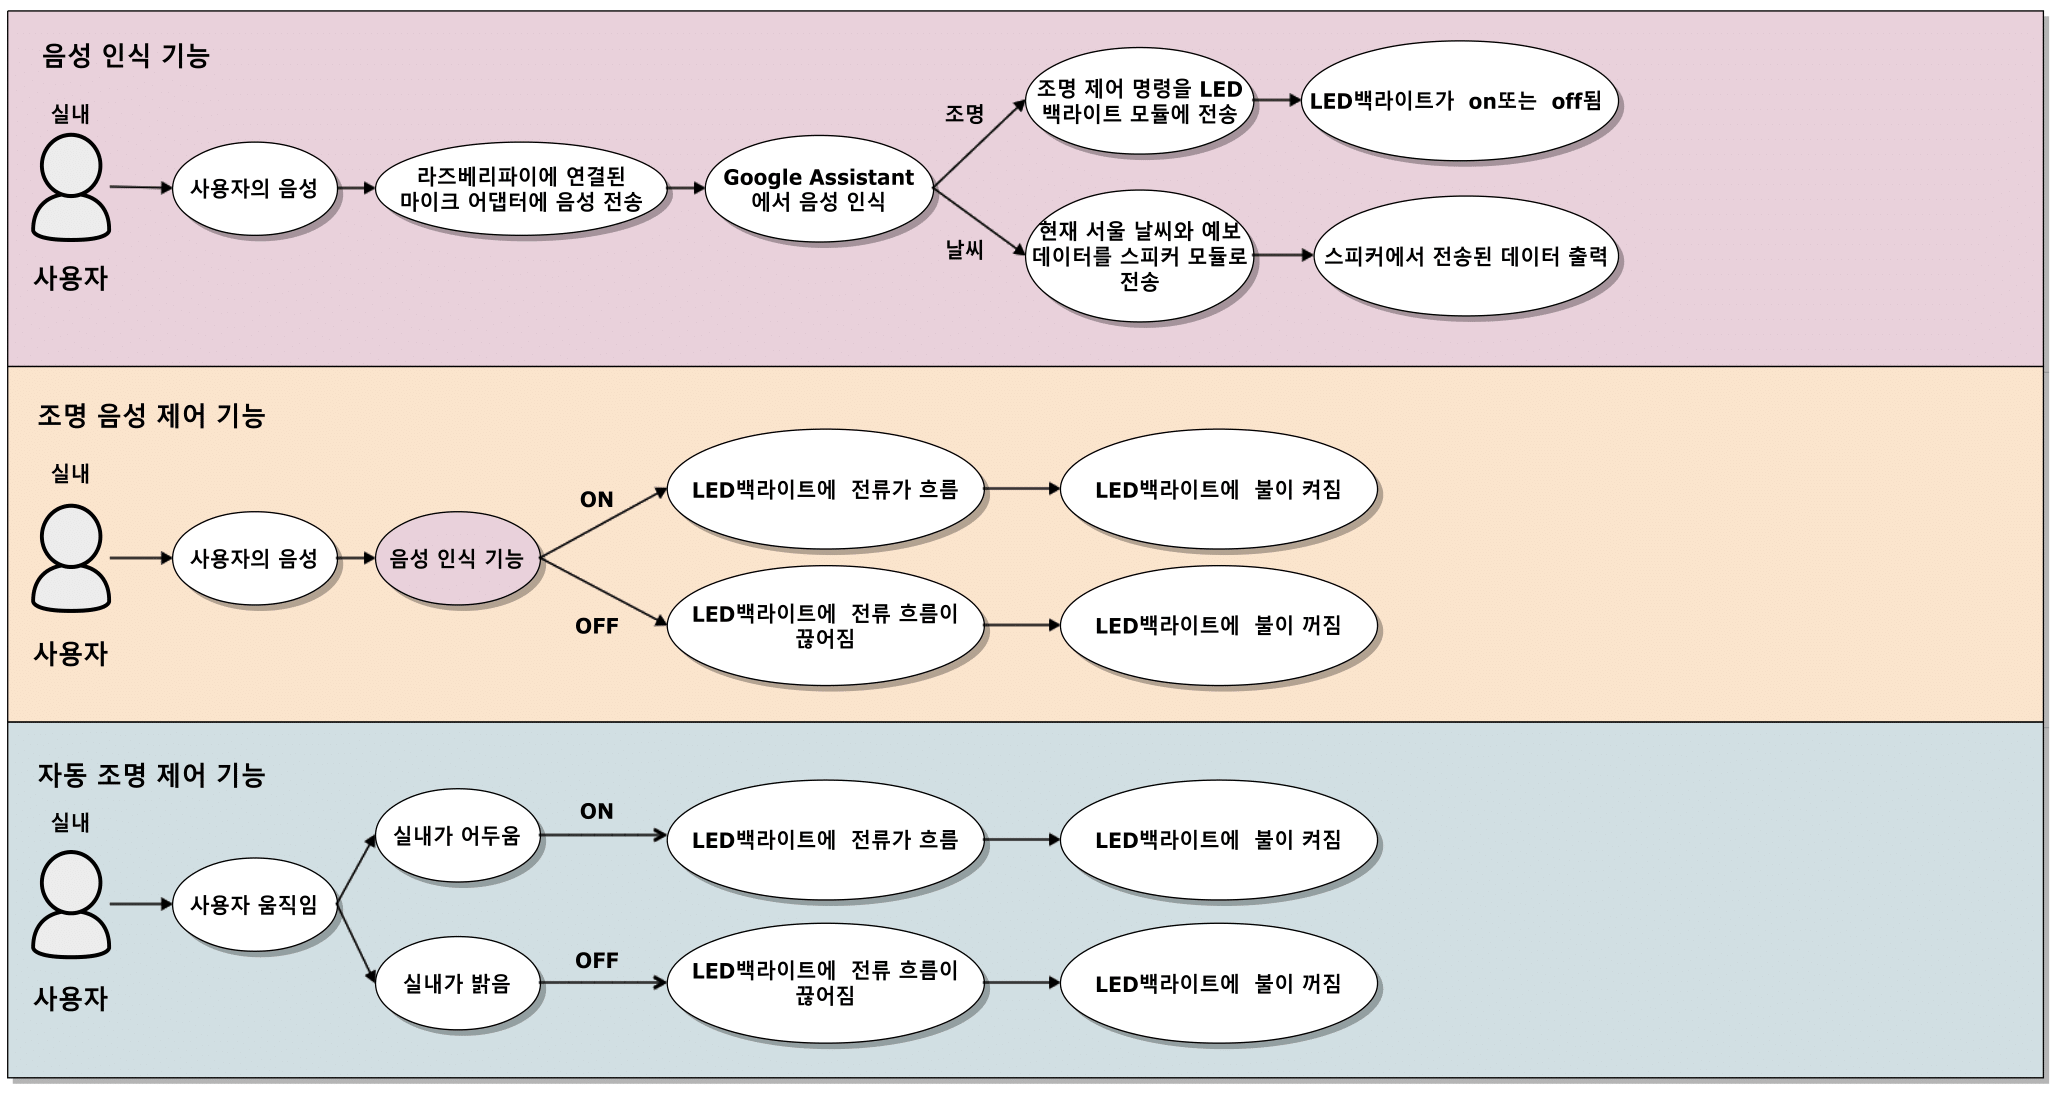 음성 인식 기능
실내
사용자
사용자의 음성
라즈베리파이에 연결된
마이크 어댑터에 음성 전송
Google Assistant
에서 음성 인식
조명
날씨
조명 제어 명령을 LED
백라이트 모듈에 전송
LED백라이트가 on또는 off됨
현재 서울 날씨와 예보
데이터를 스피커 모듈로
전송
스피커에서 전송된 데이터 출력
조명 음성 제어 기능
실내
사용자
사용자의 음성
음성 인식 기능
ON
OFF
LED백라이트에 전류가 흐름
LED백라이트에 불이 켜짐
LED백라이트에 전류 흐름이
끊어짐
LED백라이트에 불이 꺼짐
자동 조명 제어 기능
실내
사용자
사용자 움직임
실내가 어두움
ON
LED백라이트에 전류가 흐름
LED백라이트에 불이 켜짐
실내가 밝음
OFF
LED백라이트에 전류 흐름이
끊어짐
LED백라이트에 불이 꺼짐